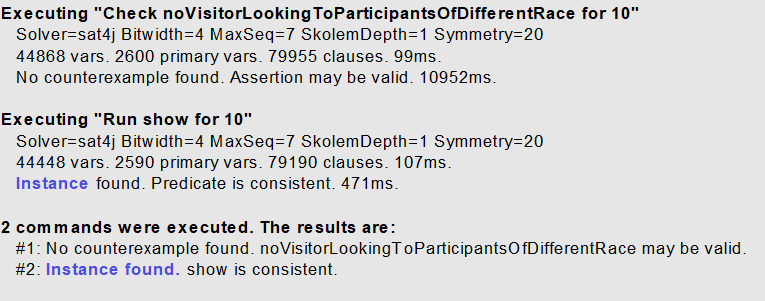 Executing "Check noVisitorLookingToParticipantsOfDifferentRace for 10"
Solver=sat4j Bitwidth=4 MaxSeq=7 SkolemDepth=1 Symmetry=20
44868 vars. 2600 primary vars. 79955 clauses. 99ms.
No counterexample found. Assertion may be valid. 10952ms.
Executing "Run show for 10"
Solver=sat4j Bitwidth=4 MaxSeq=7 SkolemDepth=1 Symmetry=20
44448 vars. 2590 primary vars. 79190 clauses. 107ms.
Instance found. Predicate is consistent. 471ms.
2 commands were executed. The results are:
#1: No counterexample found. noVisitorLookingToParticipantsOfDifferentRace may be valid.
#2: Instance found. show is consistent.